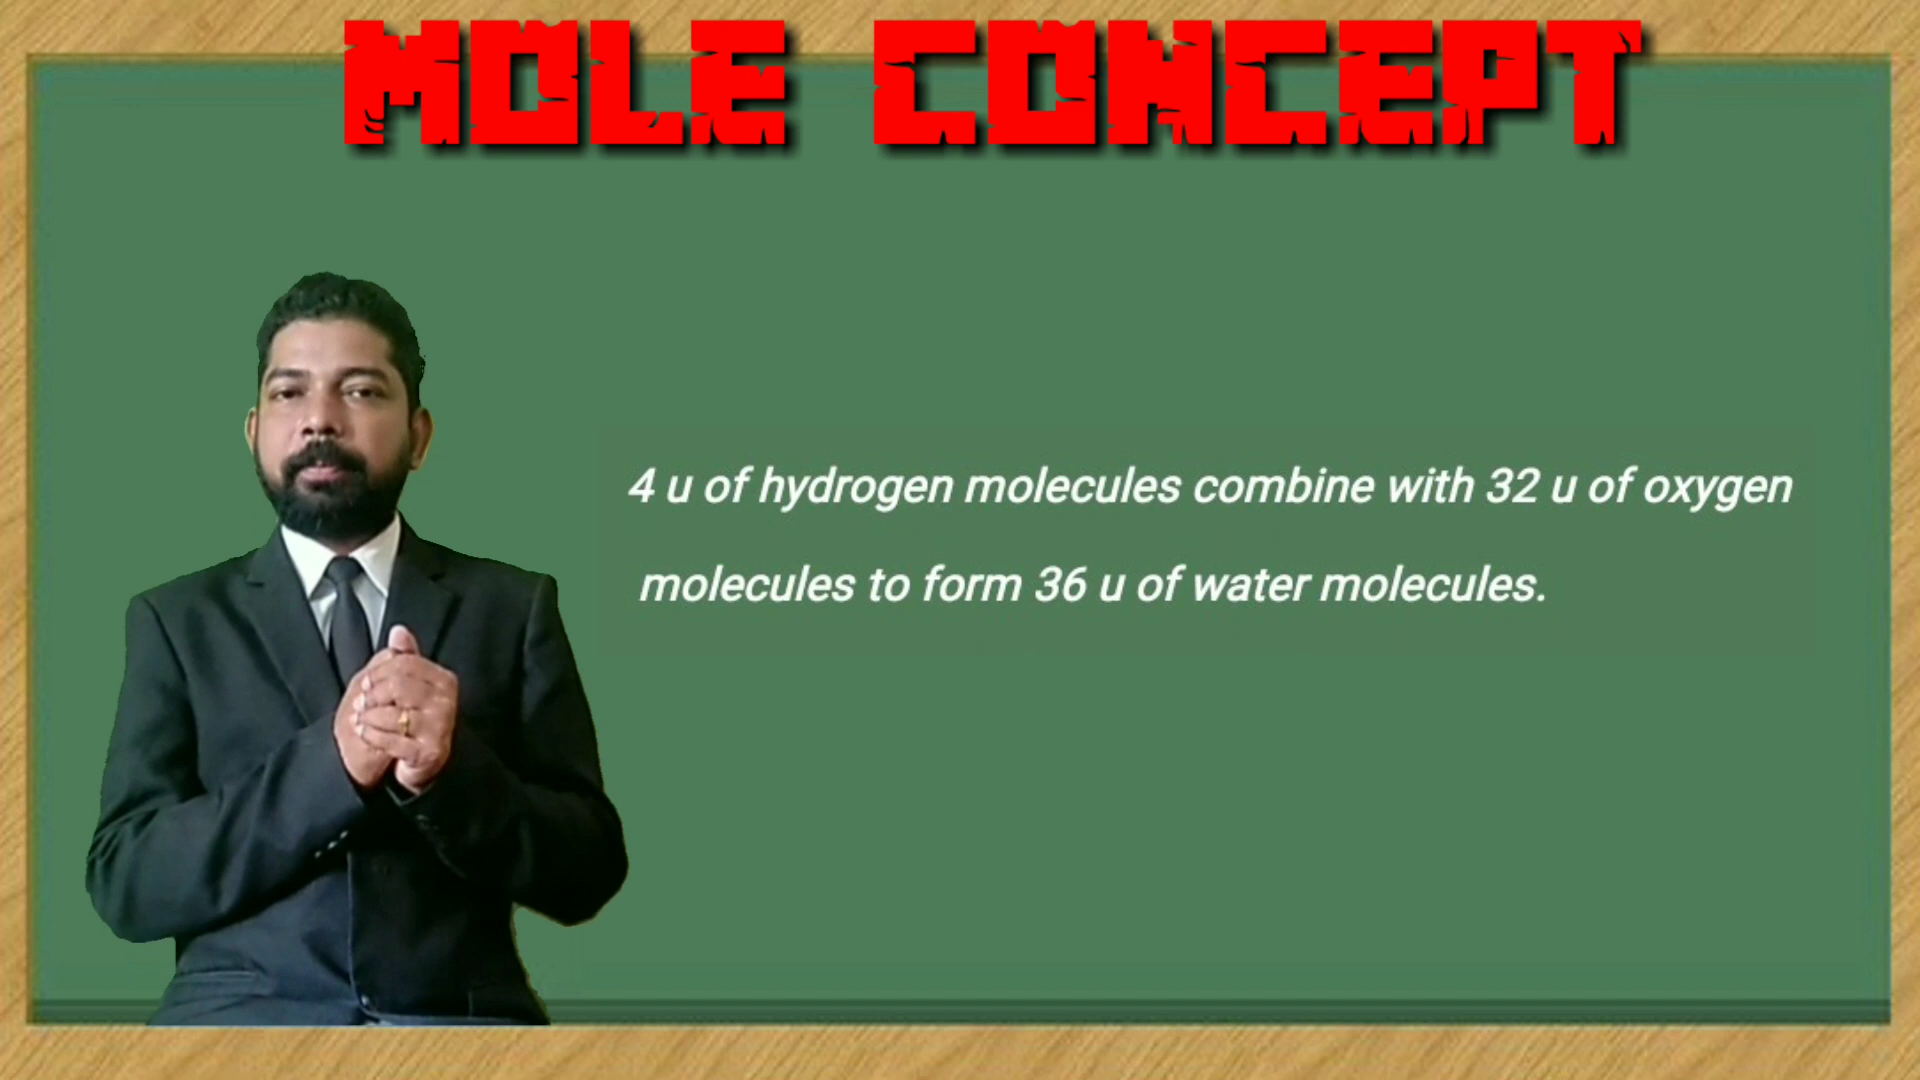 MOLE CONCEPT
4 u of hydrogen molecules combine with 32 u of oxygen
molecules to form 36 u of water molecules.